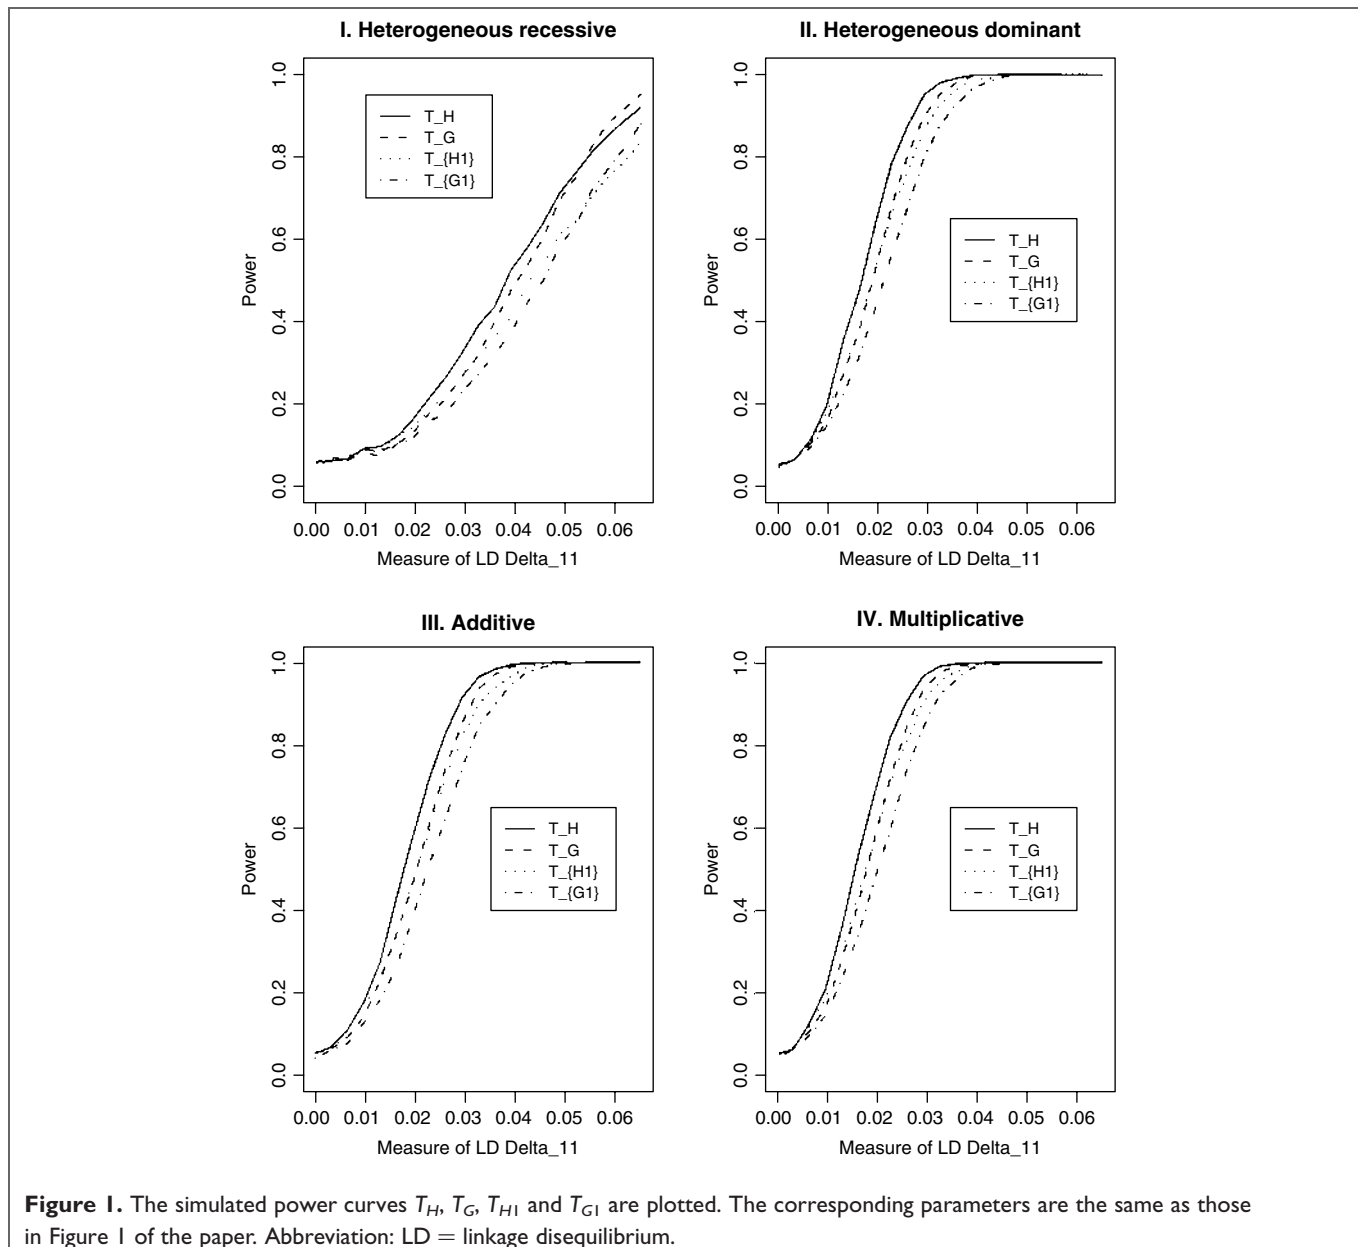 I. Heterogeneous recessive
1.0
0.8
0.6
0.4
0.2
0.0
Power
T_H
T_G
T_{H1}
T_{G1}
0.00 0.01 0.02 0.03 0.04 0.05 0.06
Measure of LD Delta_11
II. Heterogeneous dominant
1.0
0.8
0.6
0.4
0.2
0.0
Power
T_H
T_G
T_{H1}
T_{G1}
0.00 0.01 0.02 0.03 0.04 0.05 0.06
Measure of LD Delta_11
III. Additive
1.0
0.8
0.6
0.4
0.2
0.0
Power
T_H
T_G
T_{H1}
T_{G1}
0.00 0.01 0.02 0.03 0.04 0.05 0.06
Measure of LD Delta_11
IV. Multiplicative
1.0
0.8
0.6
0.4
0.2
0.0
Power
T_H
T_G
T_{H1}
T_{G1}
0.00 0.01 0.02 0.03 0.04 0.05 0.06
Measure of LD Delta_11
Figure 1. The simulated power curves T_H, T_G, T_H1 and T_G1 are plotted. The corresponding parameters are the same as those
in Figure 1 of the paper. Abbreviation: LD = linkage disequilibrium.